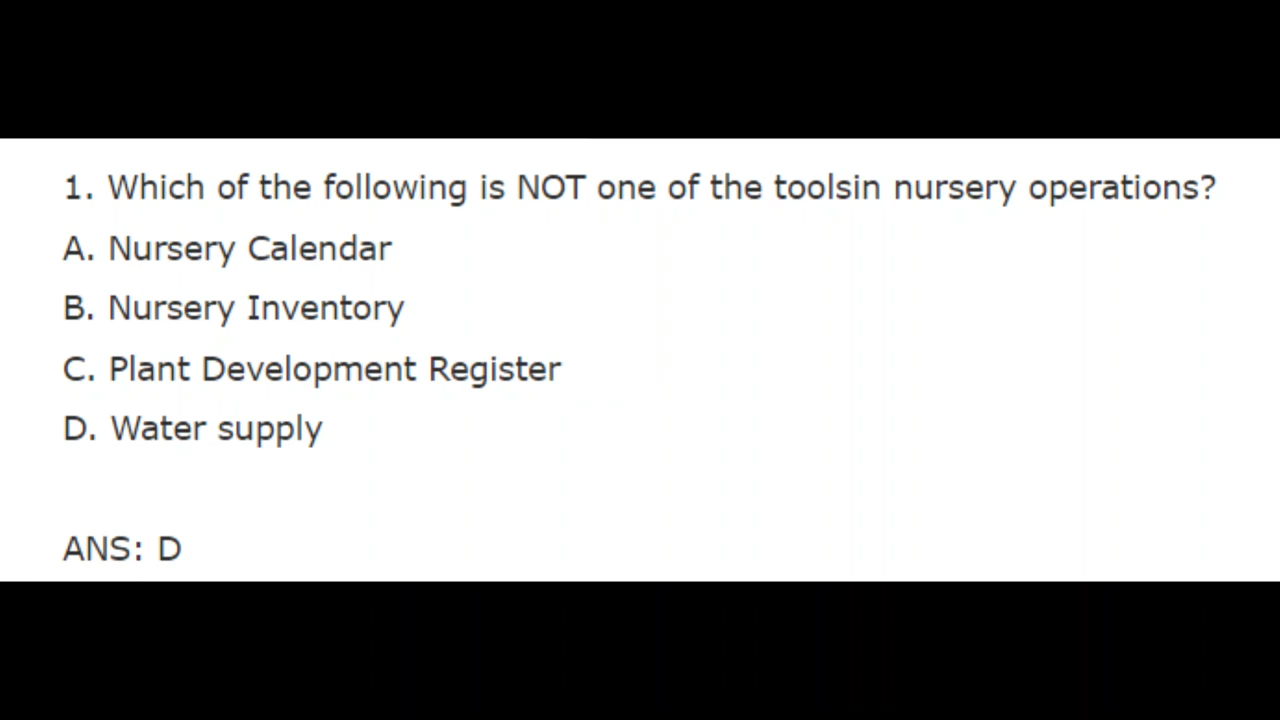 1. Which of the following is NOT one of the toolsin nursery operations?
A. Nursery Calendar
B. Nursery Inventory
C. Plant Development Register
D. Water supply
ANS: D